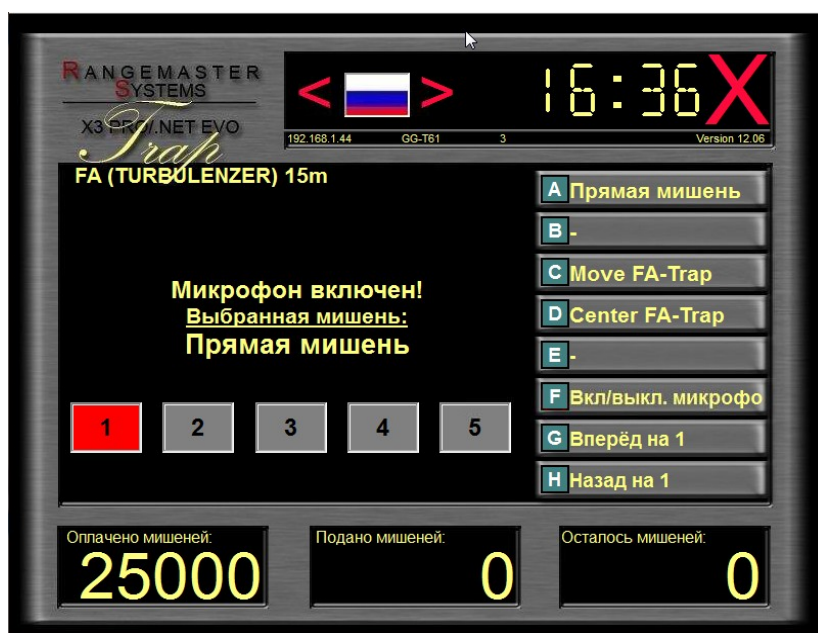 RANGEMASTER
SYSTEMS
X3 PRO/.NET EVO
Trap
< >
16:36
X
192.168.1.44 GG-T61 3 Version 12.06
FA (TURBULENZER) 15m
Микрофон включен!
Выбранная мишень:
Прямая мишень
1 2 3 4 5
A Прямая мишень
B -
C Move FA-Trap
D Center FA-Trap
E -
F Вкл/выкл. микрофо
G Вперёд на 1
H Назад на 1
Оплачено мишеней:
25000
Подано мишеней:
0
Осталось мишеней:
0